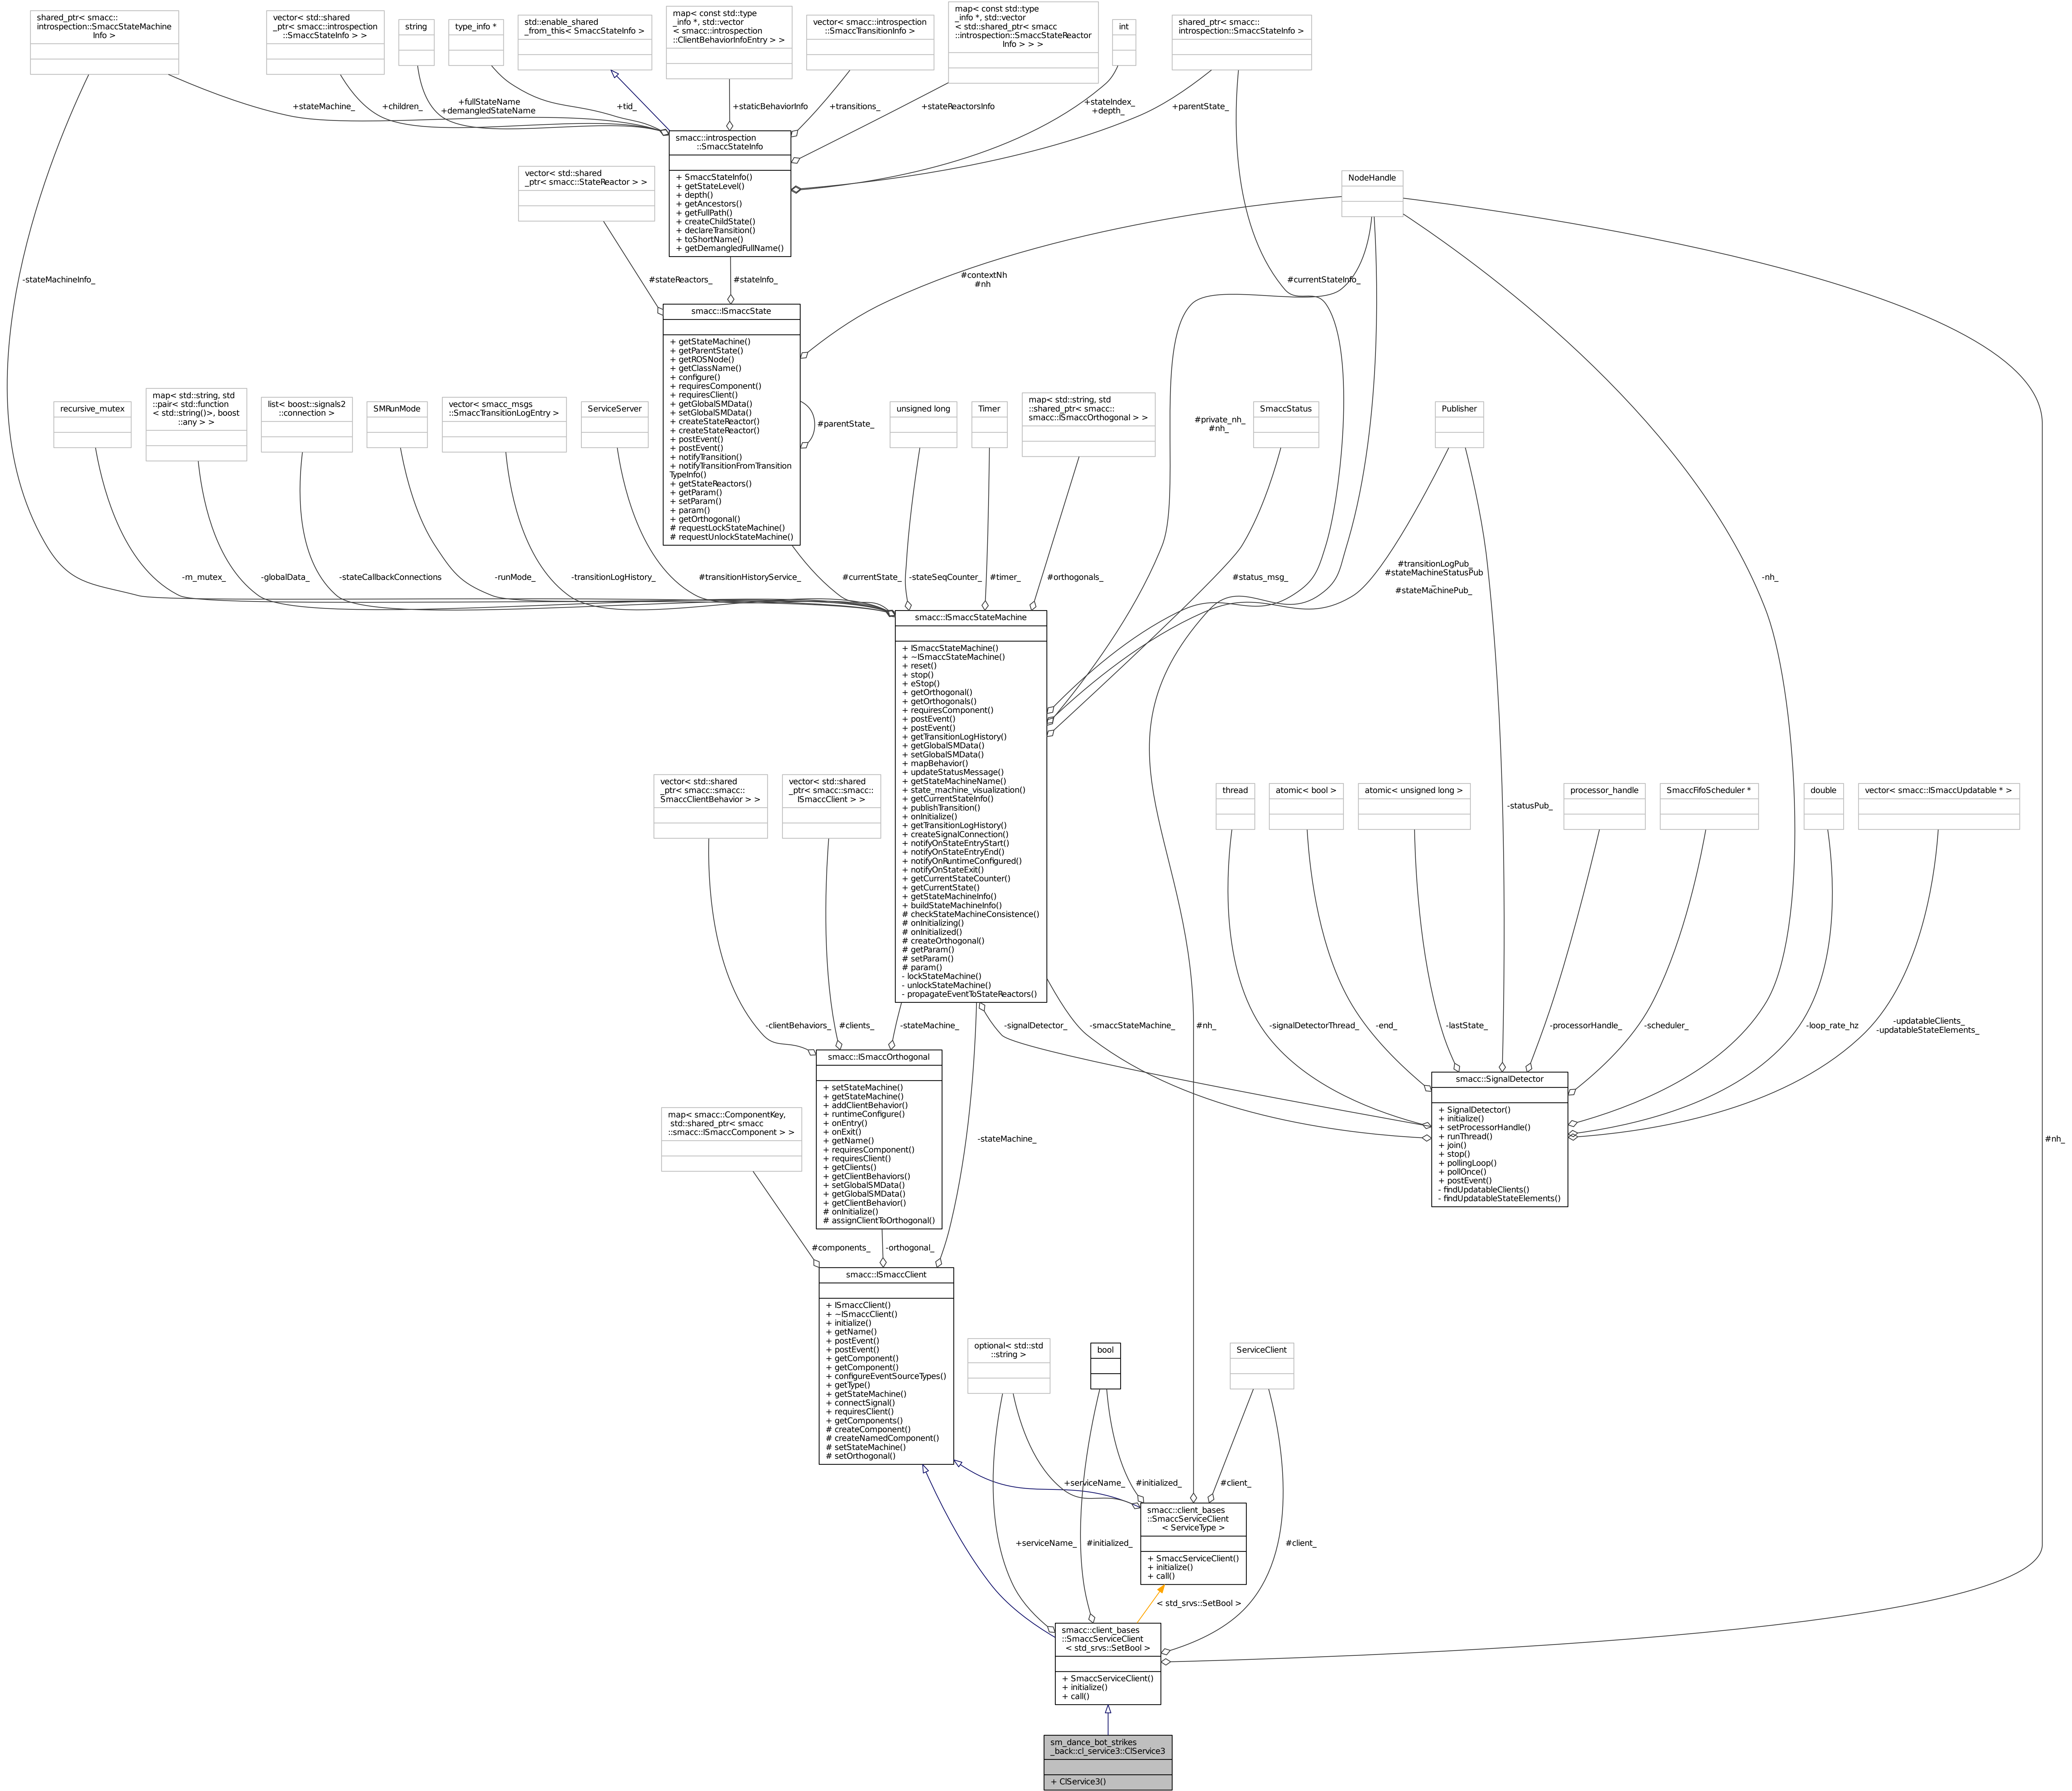 shared_ptr< smacc::
introspection::SmaccStateMachine
Info >
vector< std::shared
_ptr< smacc::introspection
::SmaccStateInfo > >
string
type_info *
std::enable_shared
_from_this< SmaccStateInfo >
map< const std::type
_info *, std::vector
< smacc::introspection
::ClientBehaviorInfoEntry > >
vector< smacc::introspection
::SmaccTransitionInfo >
map< const std::type
_info *, std::vector
< std::shared_ptr< smacc
::introspection::SmaccStateReactor
Info > > >
int
shared_ptr< smacc::
introspection::SmaccStateInfo >
+stateMachine_
+children_
+fullStateName
+demangledStateName
+tid_
+staticBehaviorInfo
+transitions_
+stateReactorsInfo
+stateIndex_
+depth_
+parentState_
smacc::introspection
::SmaccStateInfo
+ SmaccStateInfo()
+ getStateLevel()
+ depth()
+ getAncestors()
+ getFullPath()
+ createChildState()
+ declareTransition()
+ toShortName()
+ getDemangledFullName()
vector< std::shared
_ptr< smacc::StateReactor > >
NodeHandle
-stateMachineInfo_
#stateReactors_
#stateInfo_
#contextNh
#nh
#currentStateInfo_
smacc::ISmaccState
+ getStateMachine()
+ getParentState()
+ getROSNode()
+ getClassName()
+ configure()
+ requiresComponent()
+ requiresClient()
+ getGlobalSMData()
+ setGlobalSMData()
+ createStateReactor()
+ createStateReactor()
+ postEvent()
+ postEvent()
+ notifyTransition()
+ notifyTransitionFromTransition
TypeInfo()
+ getStateReactors()
+ getParam()
+ setParam()
+ param()
+ getOrthogonal()
# requestLockStateMachine()
# requestUnlockStateMachine()
#parentState_
recursive_mutex
map< std::string, std
::pair< std::function
< std::string()>, boost
::any > >
list< boost::signals2
::connection >
SMRunMode
vector< smacc_msgs
::SmaccTransitionLogEntry >
ServiceServer
unsigned long
Timer
map< std::string, std
::shared_ptr< smacc::
smacc::ISmaccOrthogonal > >
#private_nh_
#nh_
SmaccStatus
Publisher
-m_mutex_
-globalData_
-stateCallbackConnections
-runMode_
-transitionLogHistory_
#transitionHistoryService_
#currentState_
-stateSeqCounter_
#timer_
#orthogonals_
#status_msg_
#transitionLogPub_
#stateMachineStatusPub
_
#stateMachinePub_
-nh_
smacc::ISmaccStateMachine
+ ISmaccStateMachine()
+ ~ISmaccStateMachine()
+ reset()
+ stop()
+ eStop()
+ getOrthogonal()
+ getOrthogonals()
+ requiresComponent()
+ postEvent()
+ postEvent()
+ getTransitionLogHistory()
+ getGlobalSMData()
+ setGlobalSMData()
+ mapBehavior()
+ updateStatusMessage()
+ getStateMachineName()
+ state_machine_visualization()
+ getCurrentStateInfo()
+ publishTransition()
+ onInitialize()
+ getTransitionLogHistory()
+ createSignalConnection()
+ notifyOnStateEntryStart()
+ notifyOnStateEntryEnd()
+ notifyOnRuntimeConfigured()
+ notifyOnStateExit()
+ getCurrentStateCounter()
+ getCurrentState()
+ getStateMachineInfo()
+ buildStateMachineInfo()
# checkStateMachineConsistence()
# onInitializing()
# onInitialized()
# createOrthogonal()
# getParam()
# setParam()
# param()
- lockStateMachine()
- unlockStateMachine()
- propagateEventToStateReactors()
vector< std::shared
_ptr< smacc::smacc::
SmaccClientBehavior > >
vector< std::shared
_ptr< smacc::smacc::
ISmaccClient > >
thread
atomic< bool >
atomic< unsigned long >
-statusPub_
processor_handle
SmaccFifoScheduler *
double
vector< smacc::ISmaccUpdatable * >
-clientBehaviors_
#clients_
-stateMachine_
-signalDetector_
-smaccStateMachine_
#nh_
-signalDetectorThread_
-end_
-lastState_
-processorHandle_
-scheduler_
-loop_rate_hz
-updatableClients_
-updatableStateElements_
smacc::ISmaccOrthogonal
+ setStateMachine()
+ getStateMachine()
+ addClientBehavior()
+ runtimeConfigure()
+ onEntry()
+ onExit()
+ getName()
+ requiresComponent()
+ requiresClient()
+ getClients()
+ getClientBehaviors()
+ setGlobalSMData()
+ getGlobalSMData()
+ getClientBehavior()
# onInitialize()
# assignClientToOrthogonal()
smacc::SignalDetector
+ SignalDetector()
+ initialize()
+ setProcessorHandle()
+ runThread()
+ join()
+ stop()
+ pollingLoop()
+ pollOnce()
+ postEvent()
- findUpdatableClients()
- findUpdatableStateElements()
map< smacc::ComponentKey,
std::shared_ptr< smacc
::smacc::ISmaccComponent > >
-stateMachine_
#nh_
#components_
-orthogonal_
smacc::ISmaccClient
+ ISmaccClient()
+ ~ISmaccClient()
+ initialize()
+ getName()
+ postEvent()
+ postEvent()
+ getComponent()
+ getComponent()
+ configureEventSourceTypes()
+ getType()
+ getStateMachine()
+ connectSignal()
+ requiresClient()
+ getComponents()
# createComponent()
# createNamedComponent()
# setStateMachine()
# setOrthogonal()
optional< std::std
::string >
bool
ServiceClient
+serviceName_
#initialized_
#client_
smacc::client_bases
::SmaccServiceClient
< ServiceType >
+ SmaccServiceClient()
+ initialize()
+ call()
+serviceName_
#initialized_
#client_
< std_srvs::SetBool >
smacc::client_bases
::SmaccServiceClient
< std_srvs::SetBool >
+ SmaccServiceClient()
+ initialize()
+ call()
sm_dance_bot_strikes
_back::cl_service3::ClService3
+ ClService3()